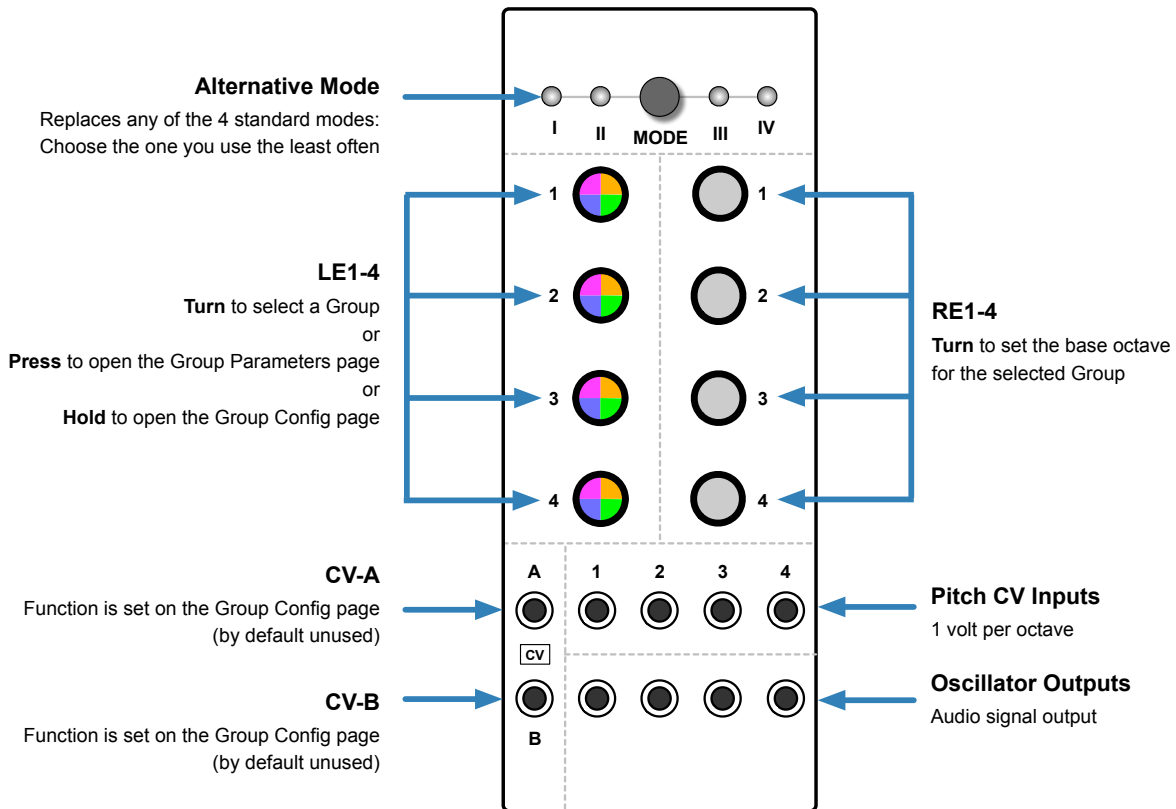 Alternative Mode
Replaces any of the 4 standard modes:
Choose the one you use the least often
I
II
MODE
III
IV
LE1-4
Turn to select a Group
or
Press to open the Group Parameters page
or
Hold to open the Group Config page
1
2
3
4
1
2
3
4
RE1-4
Turn to set the base octave
for the selected Group
CV-A
Function is set on the Group Config page
(by default unused)
CV-B
Function is set on the Group Config page
(by default unused)
A
1
2
3
4
CV
B
Pitch CV Inputs
1 volt per octave
Oscillator Outputs
Audio signal output